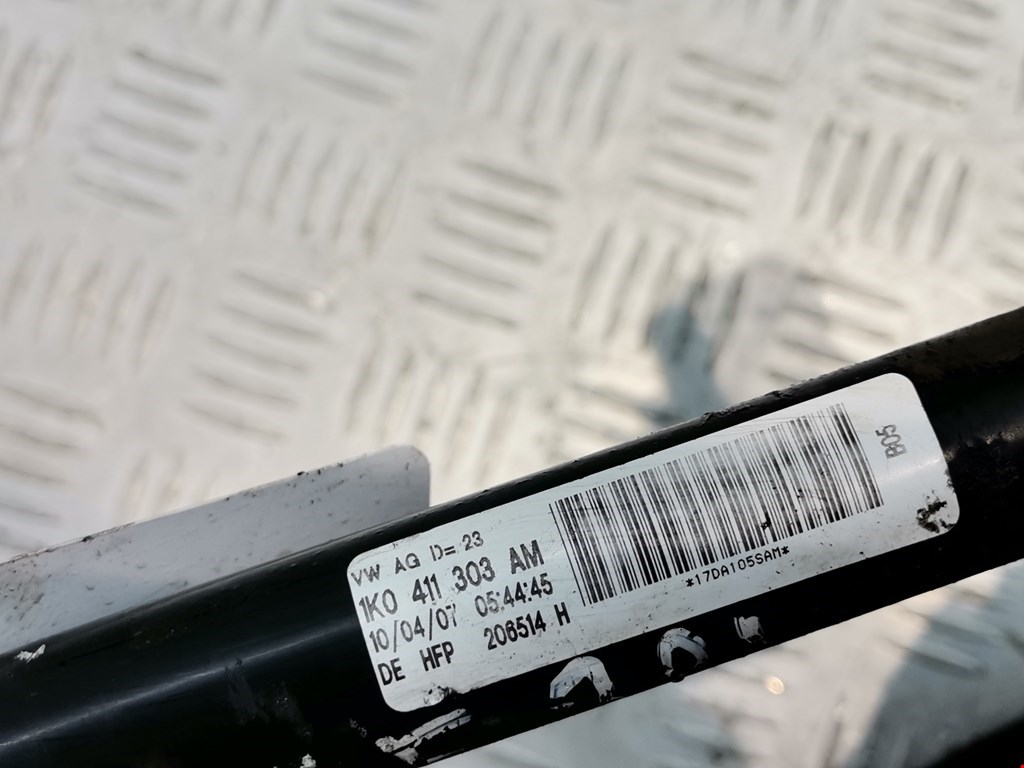 VW AG D= 23
1K0 411 303 AM
10/04/07 05:44:45
DE HFP 206514 H
*17DA105SAM*
B05